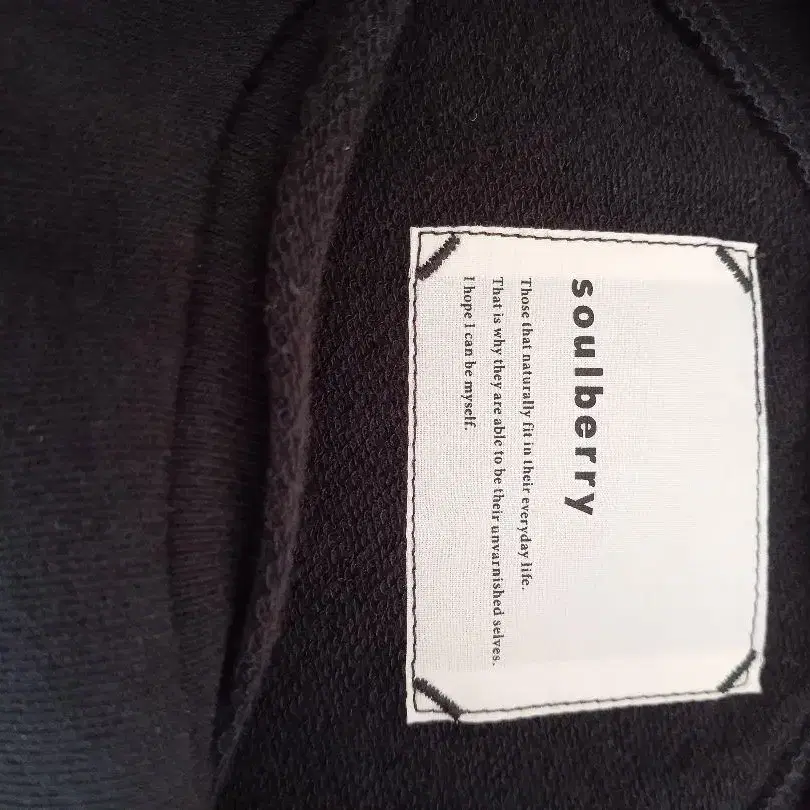 soulberry
Those that naturally fit in their everyday life.
That is why they are able to be their unvarnished selves.
I hope I can be myself.